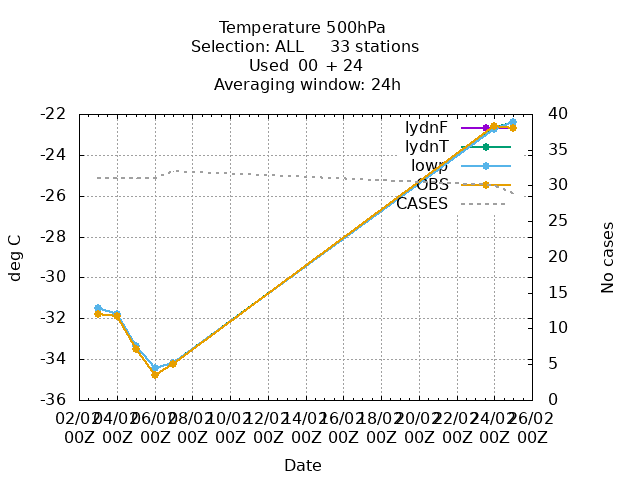 Temperature 500hPa
Selection: ALL 33 stations
Used 00 + 24
Averaging window: 24h
-22
-24
-26
-28
-30
-32
-34
-36
40
35
30
25
20
15
10
5
0
lydnF
lydnT
lowp
OBS
CASES
deg C
No cases
02/02 04/02 06/02 08/02 10/02 12/02 14/02 16/02 18/02 20/02 22/02 24/02 26/02
00Z 00Z 00Z 00Z 00Z 00Z 00Z 00Z 00Z 00Z 00Z 00Z 00Z
Date